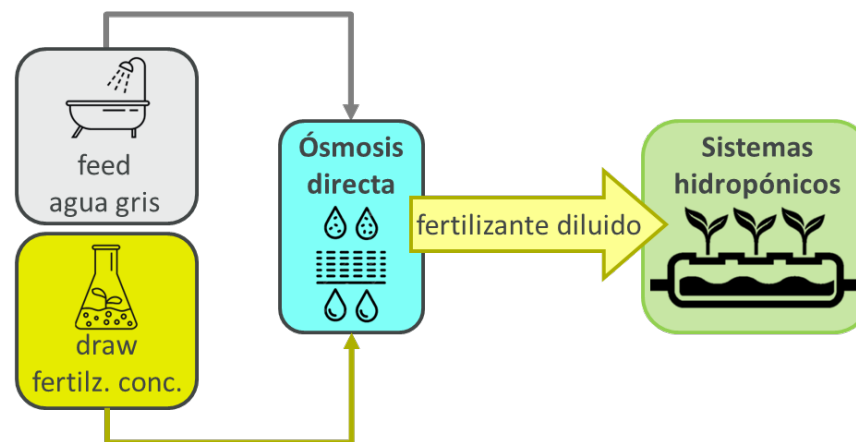 feed
agua gris
draw
fertilz. conc.
Ósmosis
directa
fertilizante diluido
Sistemas
hidropónicos